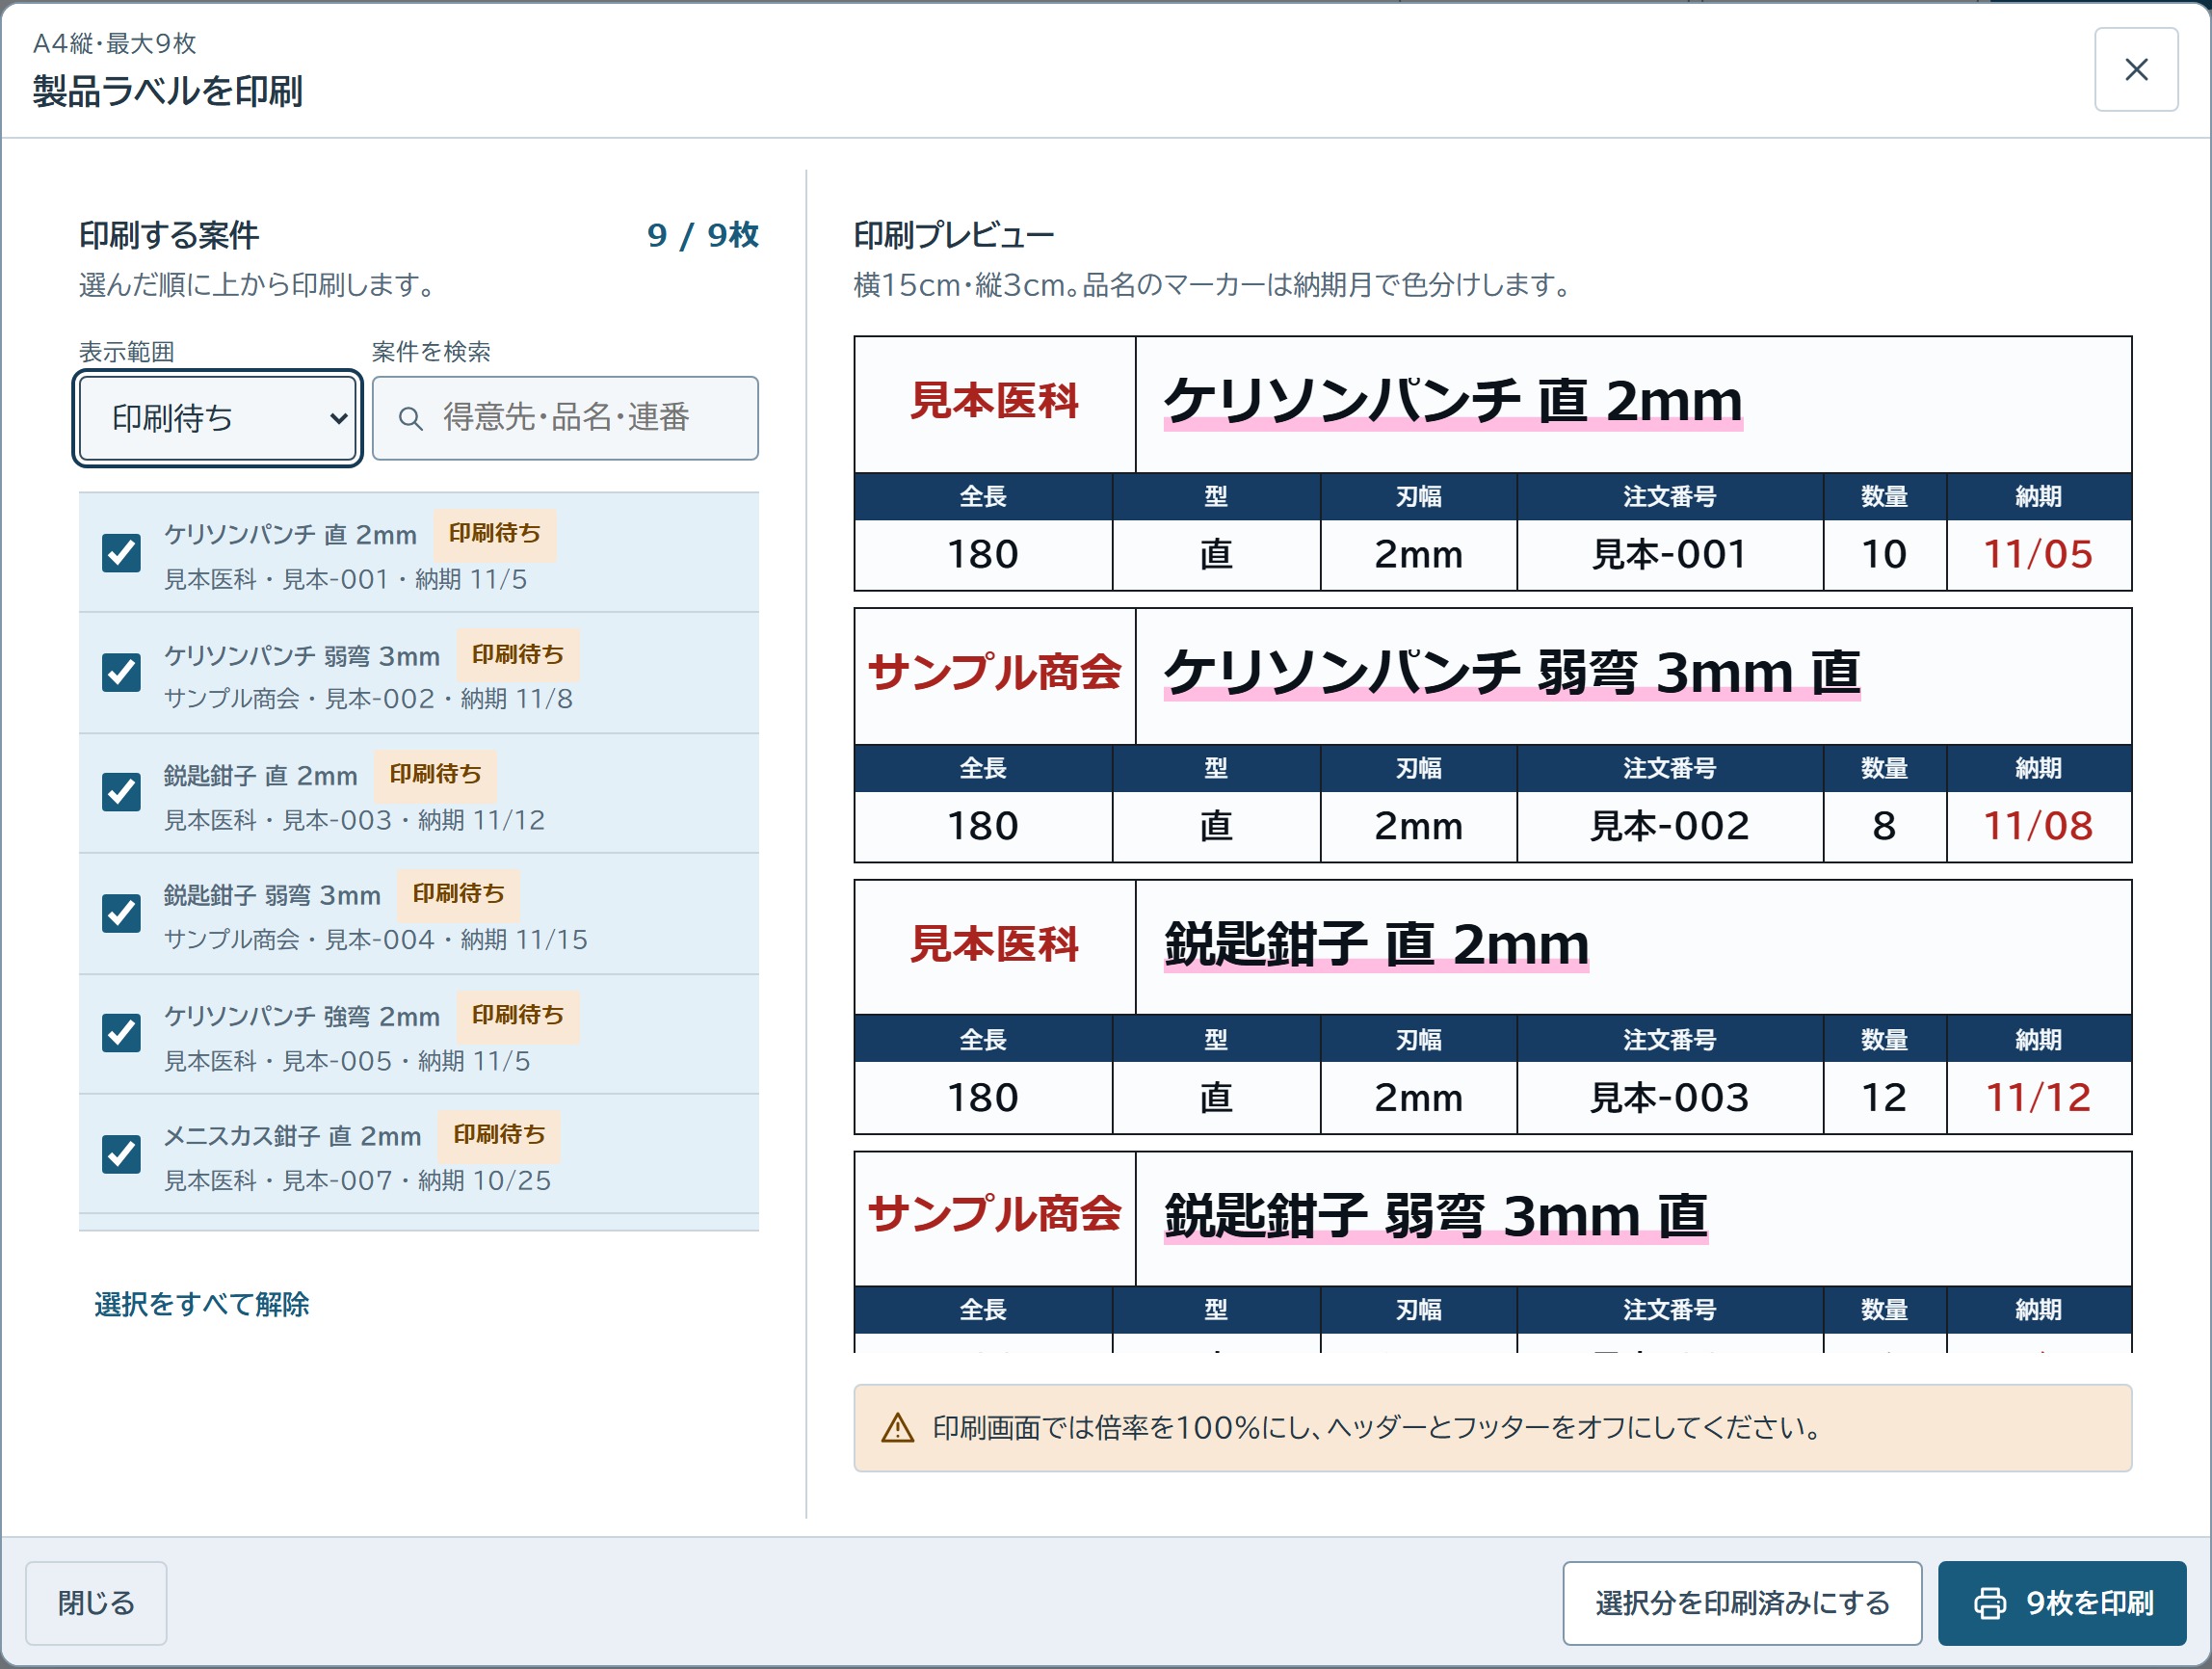 A4縦・最大9枚
製品ラベルを印刷
印刷する案件
9 / 9枚
選んだ順に上から印刷します。
表示範囲
案件を検索
印刷待ち
得意先・品名・連番
ケリソンパンチ 直 2mm 印刷待ち
見本医科・見本-001・納期 11/5
ケリソンパンチ 弱弯 3mm 印刷待ち
サンプル商会・見本-002・納期 11/8
鋭匙鉗子 直 2mm 印刷待ち
見本医科・見本-003・納期 11/12
鋭匙鉗子 弱弯 3mm 印刷待ち
サンプル商会・見本-004・納期 11/15
ケリソンパンチ 強弯 2mm 印刷待ち
見本医科・見本-005・納期 11/5
メニスカス鉗子 直 2mm 印刷待ち
見本医科・見本-007・納期 10/25
選択をすべて解除
印刷プレビュー
横15cm・縦3cm。品名のマーカーは納期月で色分けします。
見本医科 ケリソンパンチ 直 2mm
全長 型 刃幅 注文番号 数量 納期
180 直 2mm 見本-001 10 11/05
サンプル商会 ケリソンパンチ 弱弯 3mm 直
全長 型 刃幅 注文番号 数量 納期
180 直 2mm 見本-002 8 11/08
見本医科 鋭匙鉗子 直 2mm
全長 型 刃幅 注文番号 数量 納期
180 直 2mm 見本-003 12 11/12
サンプル商会 鋭匙鉗子 弱弯 3mm 直
全長 型 刃幅 注文番号 数量 納期
印刷画面では倍率を100%にし、ヘッダーとフッターをオフにしてください。
閉じる
選択分を印刷済みにする
9枚を印刷